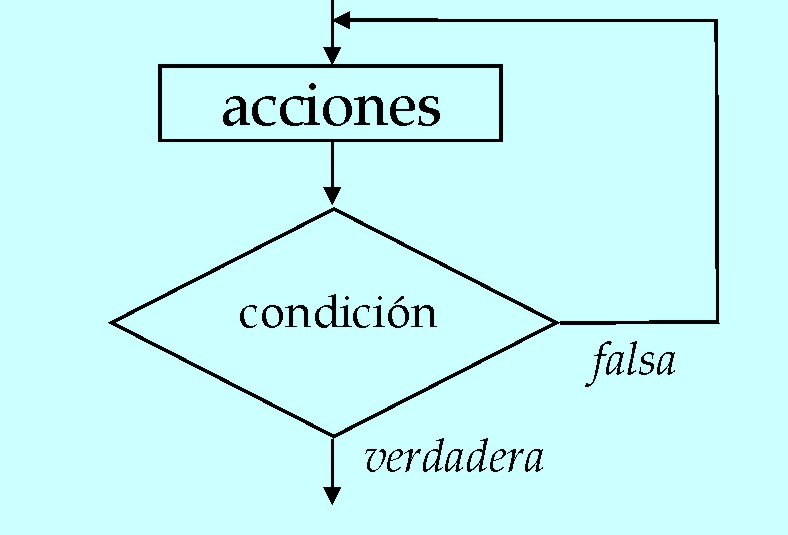 acciones
condición
falsa
verdadera